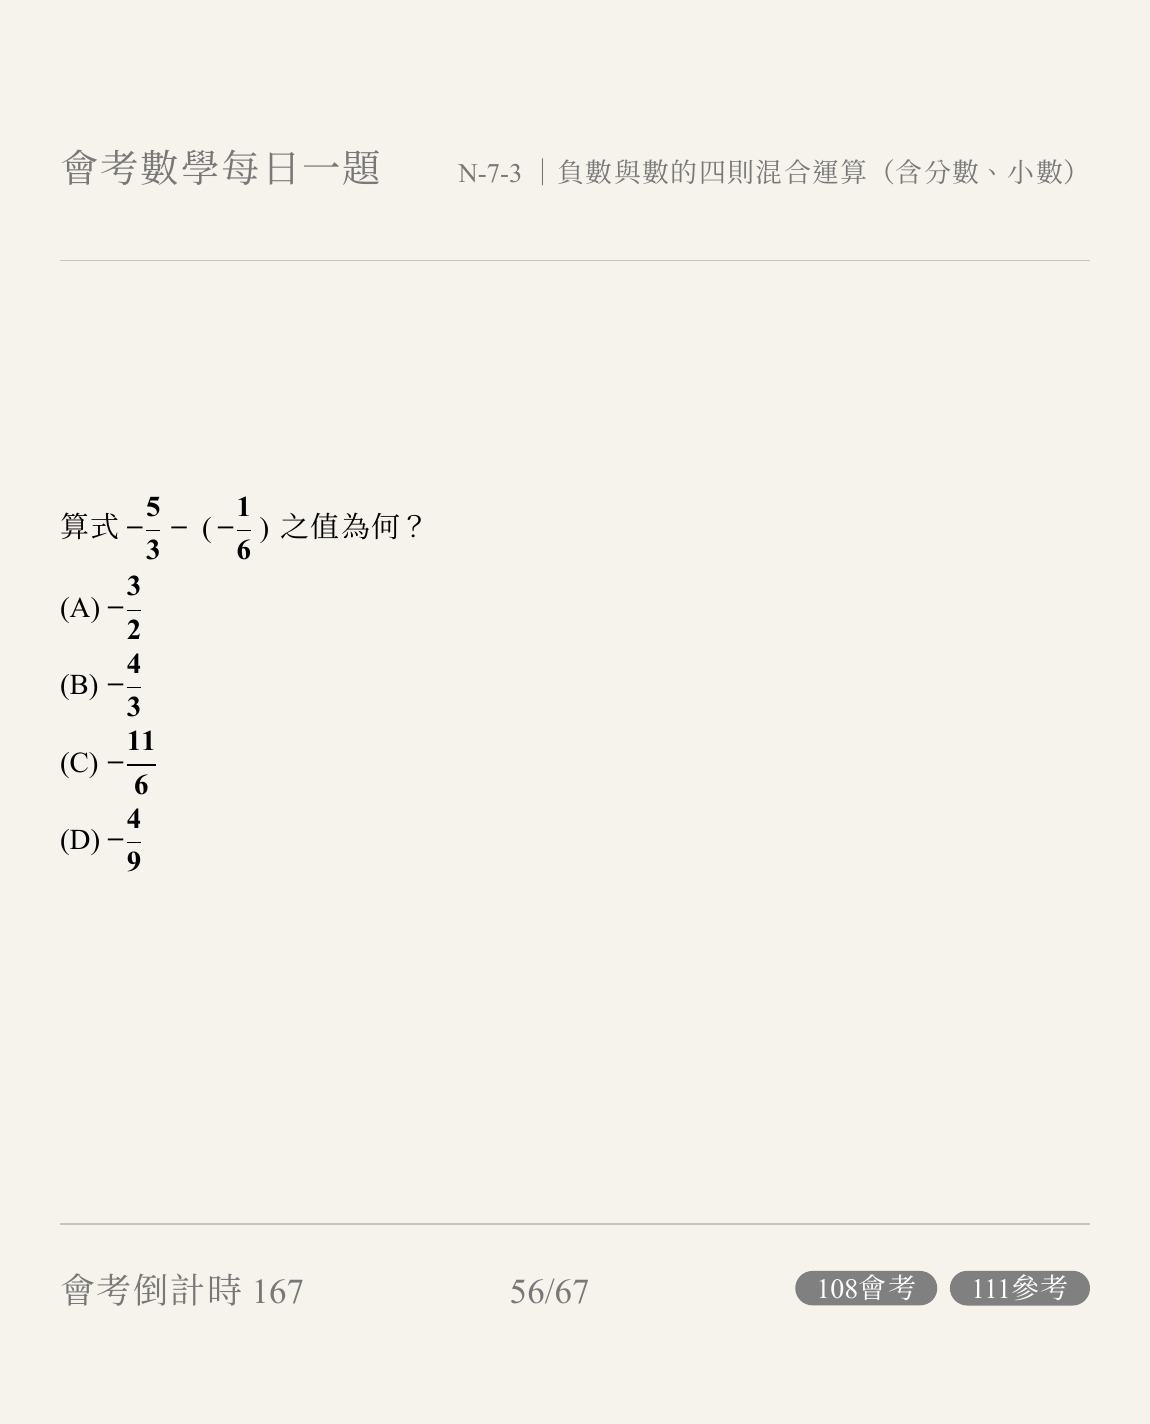 會考數學每日一題
N-7-3｜負數與數的四則混合運算（含分數、小數）
算式 −5/3 − (−1/6) 之值為何？
(A) −3/2
(B) −4/3
(C) −11/6
(D) −4/9
會考倒計時 167
56/67
108會考
111參考